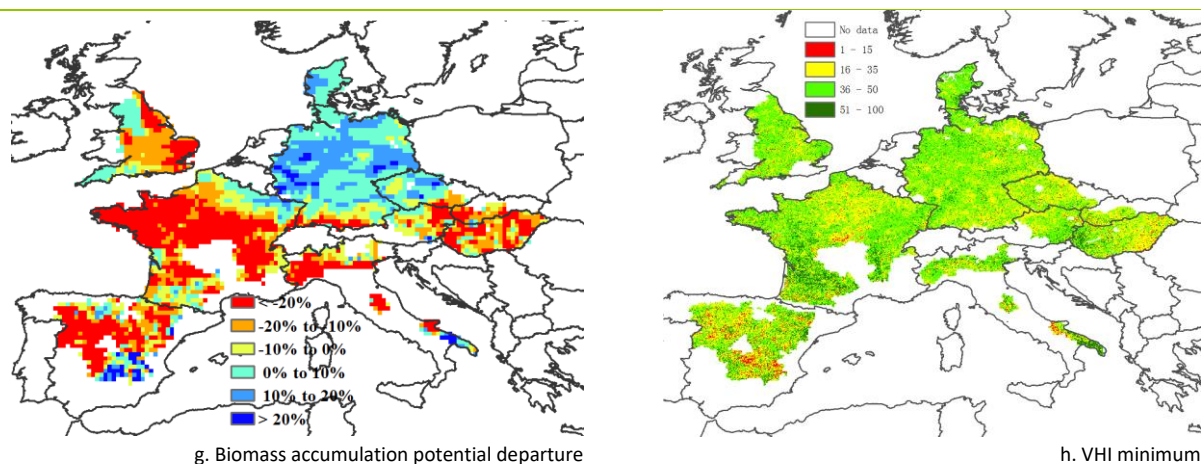 No data
1 - 15
16 - 35
36 - 50
51 - 100
-20%
-20% to -10%
-10% to 0%
0% to 10%
10% to 20%
> 20%
g. Biomass accumulation potential departure
h. VHI minimum